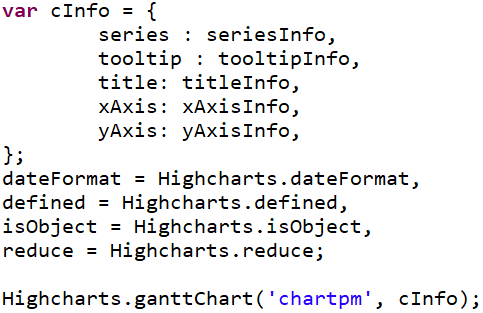 var cInfo = {
series : seriesInfo,
tooltip : tooltipInfo,
title: titleInfo,
xAxis: xAxisInfo,
yAxis: yAxisInfo,
};
dateFormat = Highcharts.dateFormat,
defined = Highcharts.defined,
isObject = Highcharts.isObject,
reduce = Highcharts.reduce;
Highcharts.ganttChart('chartpm', cInfo);